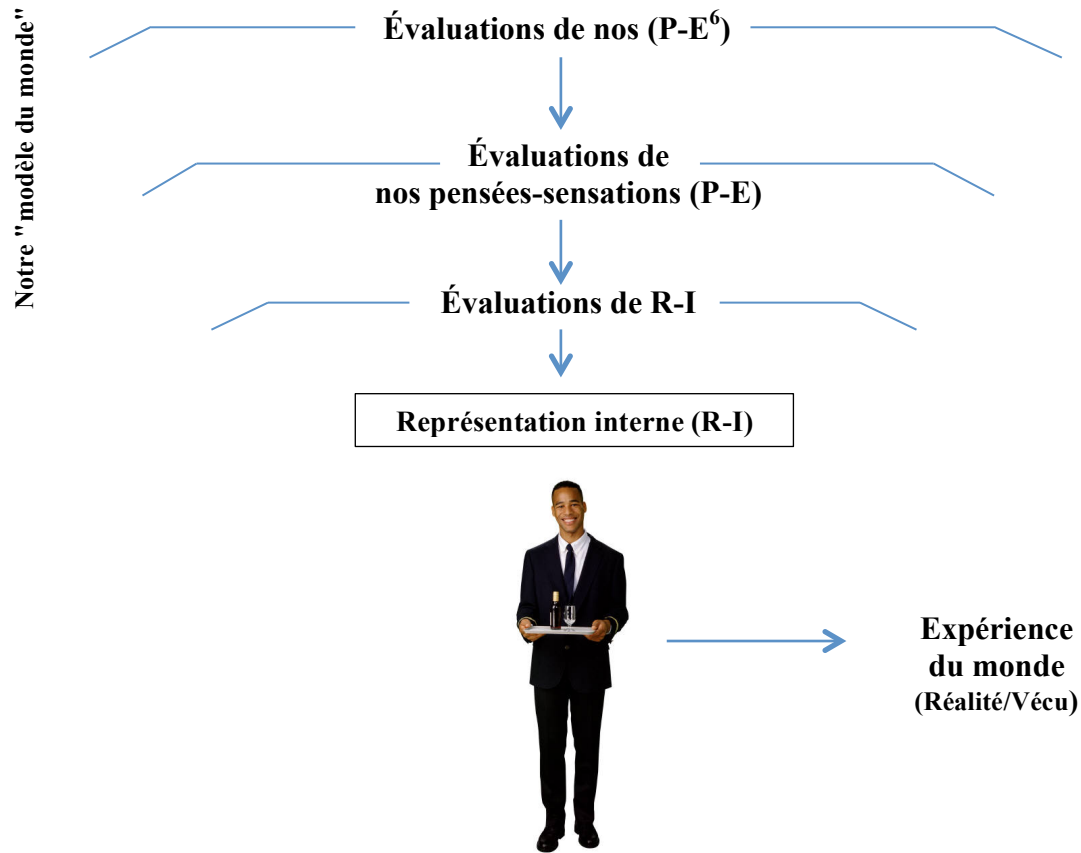 Notre "modèle du monde"
Évaluations de nos (P-E⁶)
Évaluations de
nos pensées-sensations (P-E)
Évaluations de R-I
Représentation interne (R-I)
Expérience
du monde
(Réalité/Vécu)